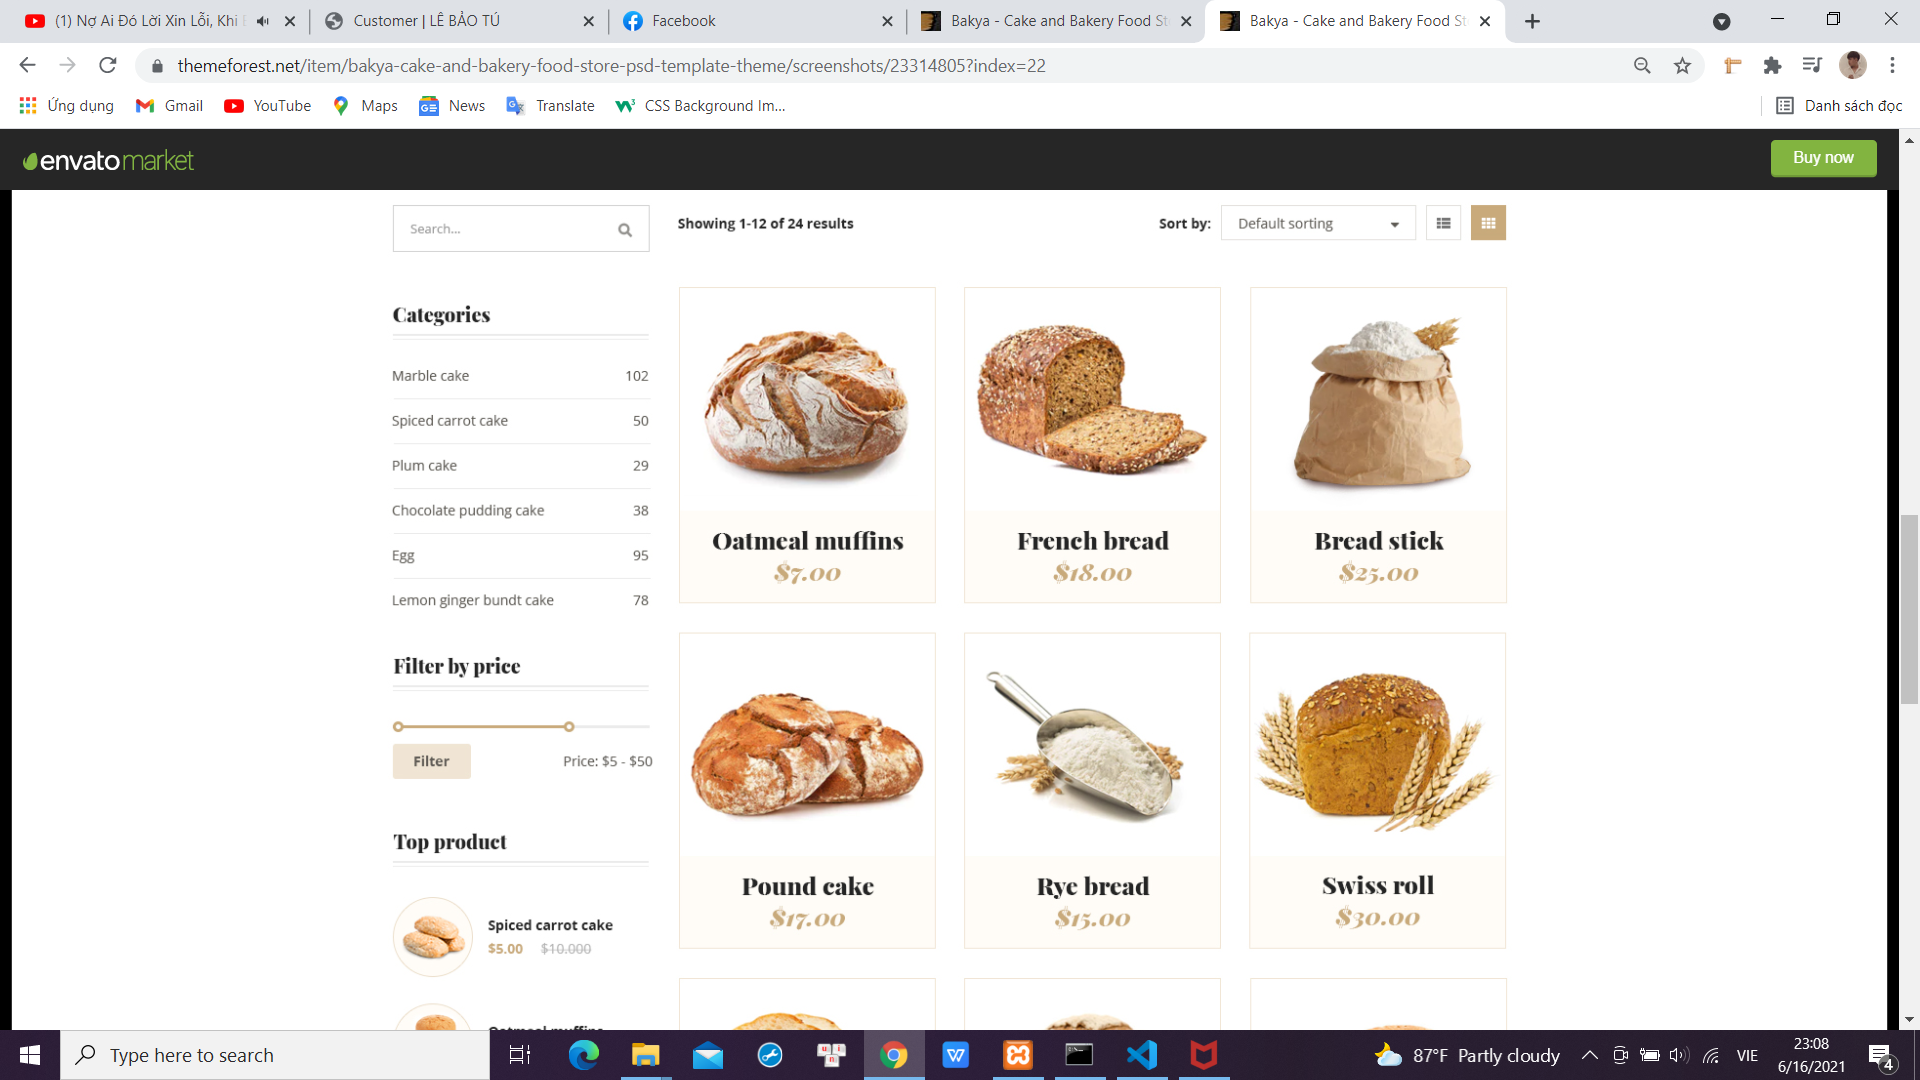 (1) Nợ Ai Đó Lời Xin Lỗi, Khi
Customer | LÊ BẢO TÚ
Facebook
Bakya - Cake and Bakery Food St
Bakya - Cake and Bakery Food St
themeforest.net/item/bakya-cake-and-bakery-food-store-psd-template-theme/screenshots/23314805?index=22
Ứng dụng
Gmail
YouTube
Maps
News
Translate
CSS Background Im...
Danh sách đọc
envato market
Buy now
Search...
Showing 1-12 of 24 results
Sort by:
Default sorting
Categories
Marble cake 102
Spiced carrot cake 50
Plum cake 29
Chocolate pudding cake 38
Egg 95
Lemon ginger bundt cake 78
Filter by price
Filter
Price: $5 - $50
Top product
Spiced carrot cake
$5.00 $10.000
Oatmeal muffins
Oatmeal muffins
$7.00
French bread
$18.00
Bread stick
$25.00
Pound cake
$17.00
Rye bread
$15.00
Swiss roll
$30.00
Type here to search
87°F Partly cloudy
VIE
23:08
6/16/2021
4